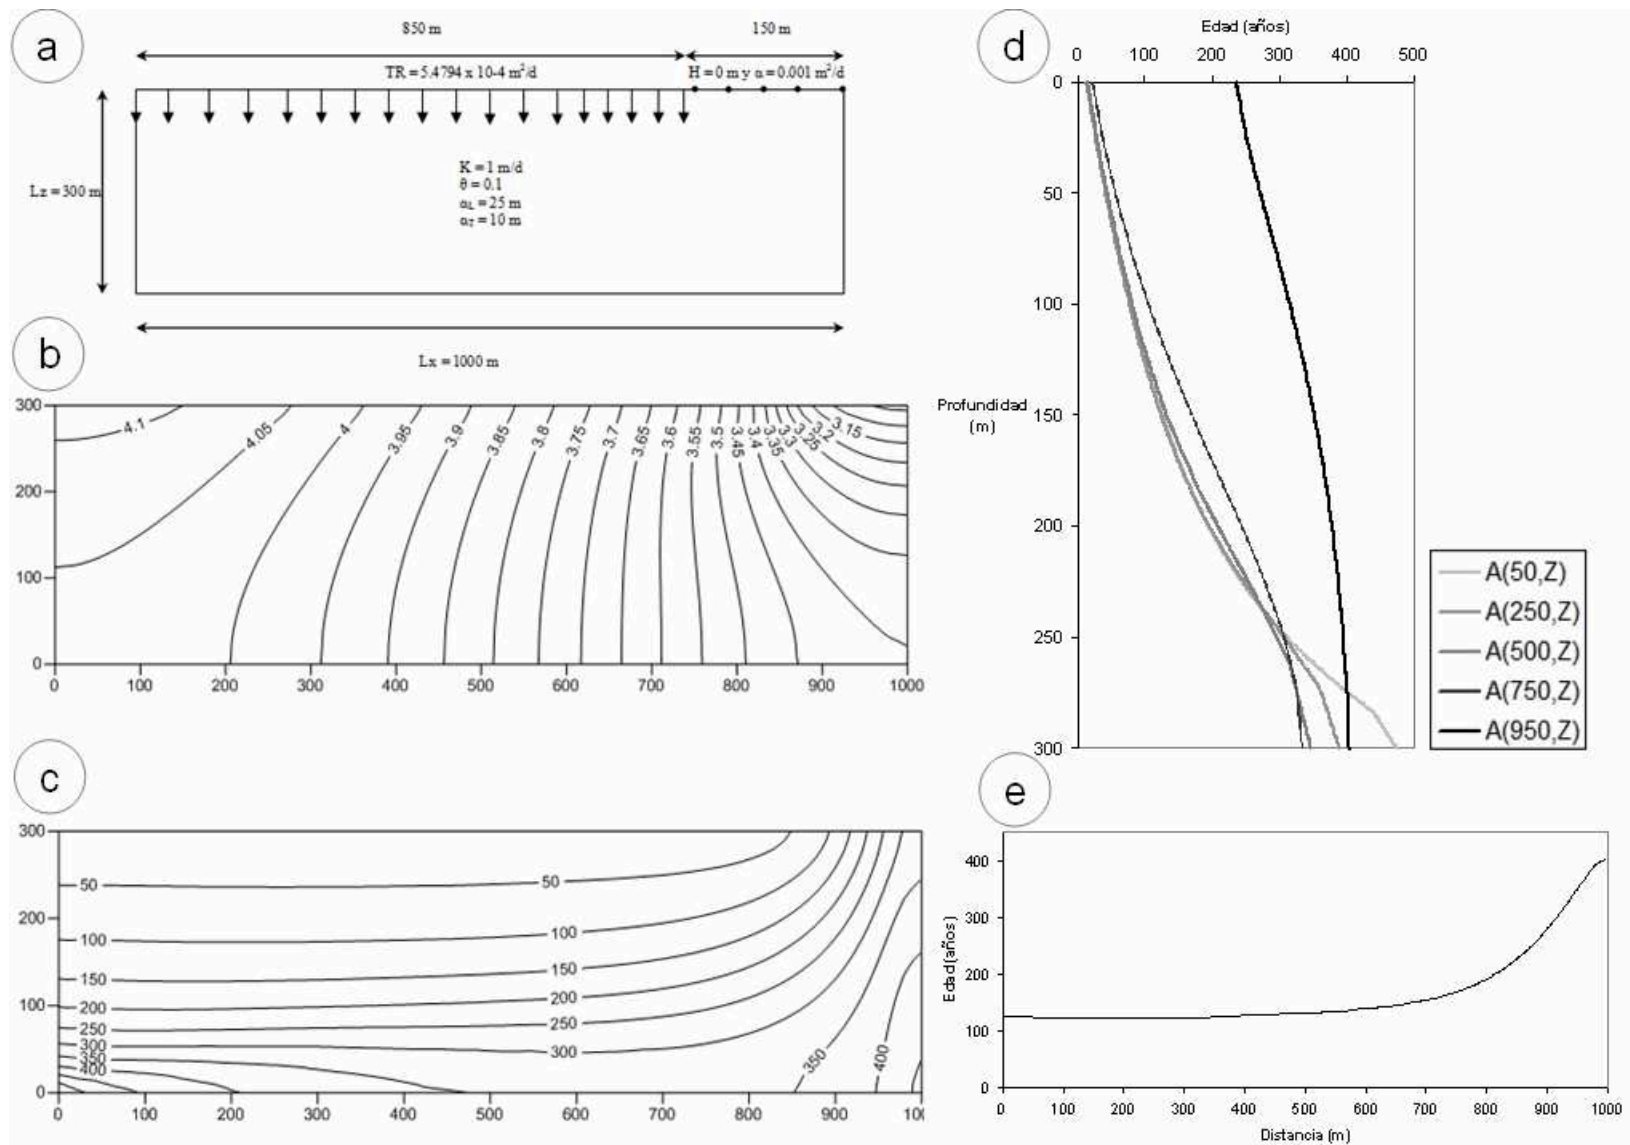 a
850 m
150 m
TR = 5.4794 x 10-4 m²/d
H = 0 m y α = 0.001 m²/d
Lz = 300 m
K = 1 m/d
θ = 0.1
αL = 25 m
αT = 10 m
Lx = 1000 m
b
300
200
100
0
4.1
4.05
4
3.95
3.9
3.85
3.8
3.75
3.7
3.65
3.6
3.55
3.5
3.45
3.4
3.35
3.3
3.25
3.2
3.15
0 100 200 300 400 500 600 700 800 900 1000
c
300
200
100
0
50 50
100 100
150 150
200 200
250 250
300 300
350 350
400 400
0 100 200 300 400 500 600 700 800 900 100
d
Edad (años)
0 100 200 300 400 500
0
50
100
Profundidad
(m)
150
200
250
300
A(50,Z)
A(250,Z)
A(500,Z)
A(750,Z)
A(950,Z)
e
Edad (años)
400
300
200
100
0
0 100 200 300 400 500 600 700 800 900 1000
Distancia (m)